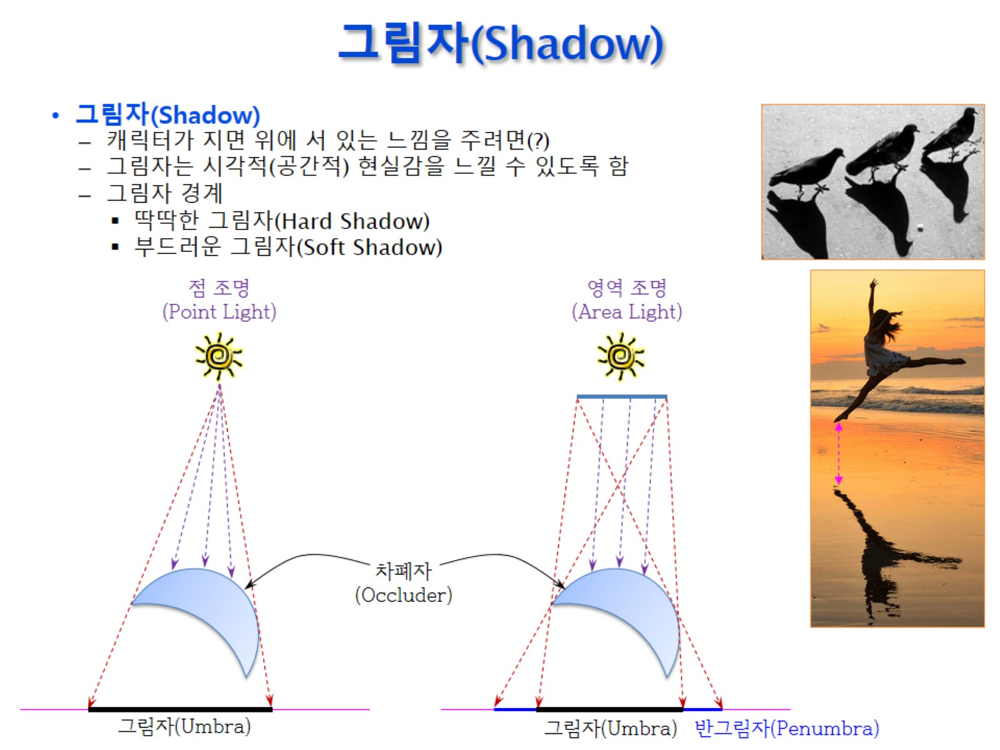 그림자(Shadow)
• 그림자(Shadow)
– 캐릭터가 지면 위에 서 있는 느낌을 주려면(?)
– 그림자는 시각적(공간적) 현실감을 느낄 수 있도록 함
– 그림자 경계
▪ 딱딱한 그림자(Hard Shadow)
▪ 부드러운 그림자(Soft Shadow)
점 조명
(Point Light)
영역 조명
(Area Light)
차폐자
(Occluder)
그림자(Umbra)
그림자(Umbra)
반그림자(Penumbra)